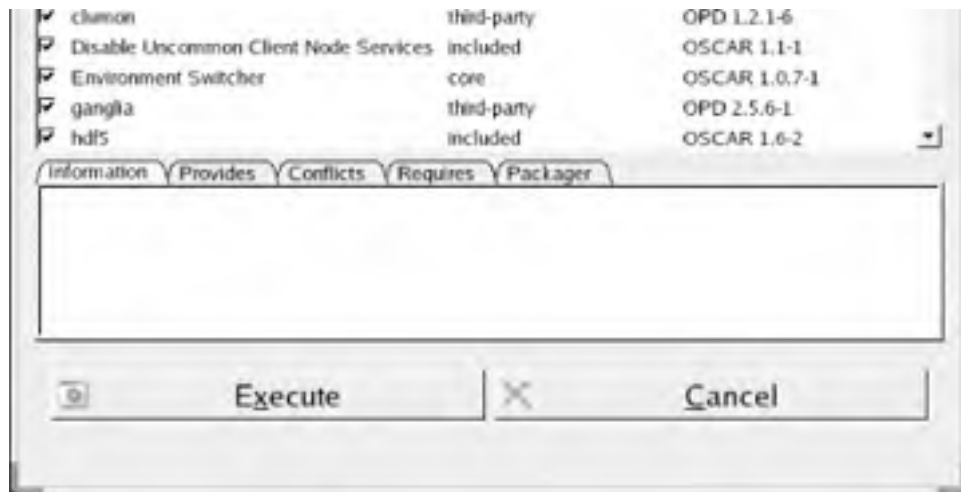 clumon third-party OPD 1.2.1-6
Disable Uncommon Client Node Services included OSCAR 1.1-1
Environment Switcher core OSCAR 1.0.7-1
ganglia third-party OPD 2.5.6-1
hdf5 included OSCAR 1.6-2
Information Provides Conflicts Requires Packager
Execute Cancel